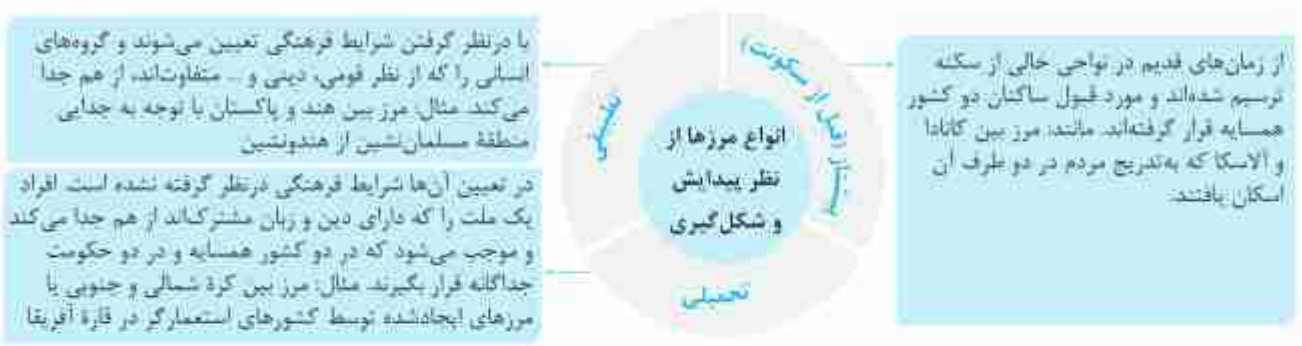 از زمان‌های قدیم در نواحی خالی از سکنه
ترسیم شده‌اند و مورد قبول ساکنان دو کشور
همسایه قرار گرفته‌اند. مانند: مرز بین کانادا
و آلاسکا که به‌تدریج مردم در دو طرف آن
اسکان یافتند.
پیشتاز (قبل از سکونت)
انواع مرزها از
نظر پیدایش
و شکل‌گیری
تطبیقی
تحمیلی
با درنظر گرفتن شرایط فرهنگی تعیین می‌شوند و گروه‌های
انسانی را که از نظر قومی، دینی و ... متفاوت‌اند، از هم جدا
می‌کند. مثال: مرز بین هند و پاکستان با توجه به جدایی
منطقهٔ مسلمان‌نشین از هندونشین
در تعیین آن‌ها شرایط فرهنگی درنظر گرفته نشده است. افراد
یک ملت را که دارای دین و زبان مشترک‌اند از هم جدا می‌کند
و موجب می‌شود که در دو کشور همسایه و در دو حکومت
جداگانه قرار بگیرند. مثال: مرز بین کرهٔ شمالی و جنوبی یا
مرزهای ایجادشده توسط کشورهای استعمارگر در قارهٔ آفریقا